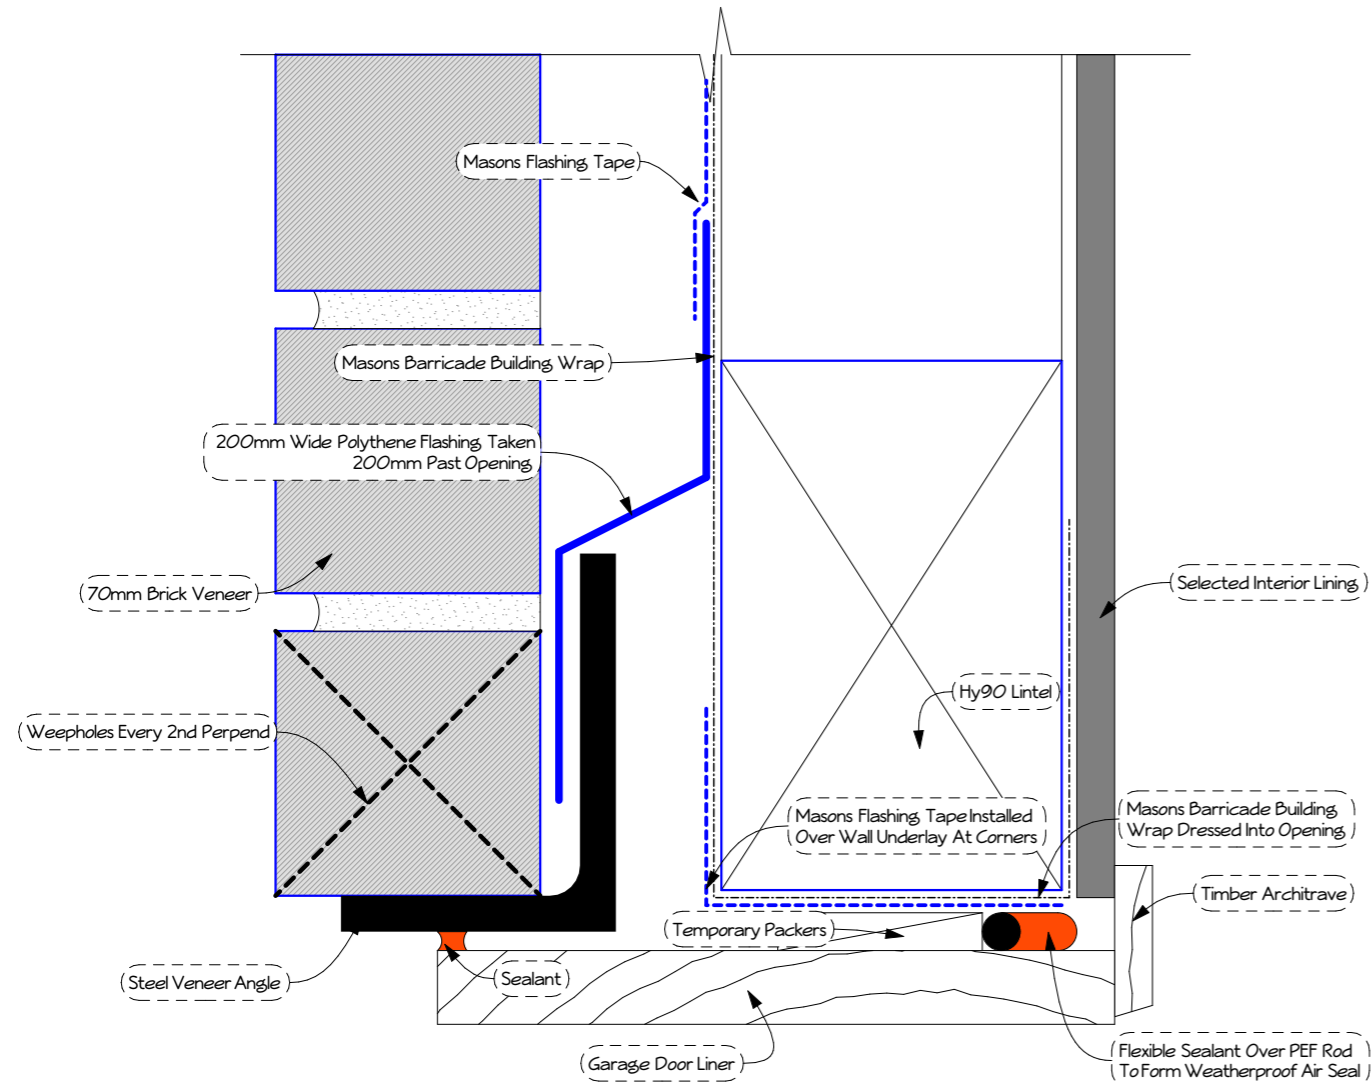 Masons Flashing Tape
Masons Barricade Building Wrap
200mm Wide Polythene Flashing Taken
200mm Past Opening
70mm Brick Veneer
Selected Interior Lining
Hy90 Lintel
Weepholes Every 2nd Perpend
Masons Flashing Tape Installed
Over Wall Underlay At Corners
Masons Barricade Building
Wrap Dressed Into Opening
Timber Architrave
Temporary Packers
Steel Veneer Angle
Sealant
Garage Door Liner
Flexible Sealant Over PEF Rod
To Form Weatherproof Air Seal